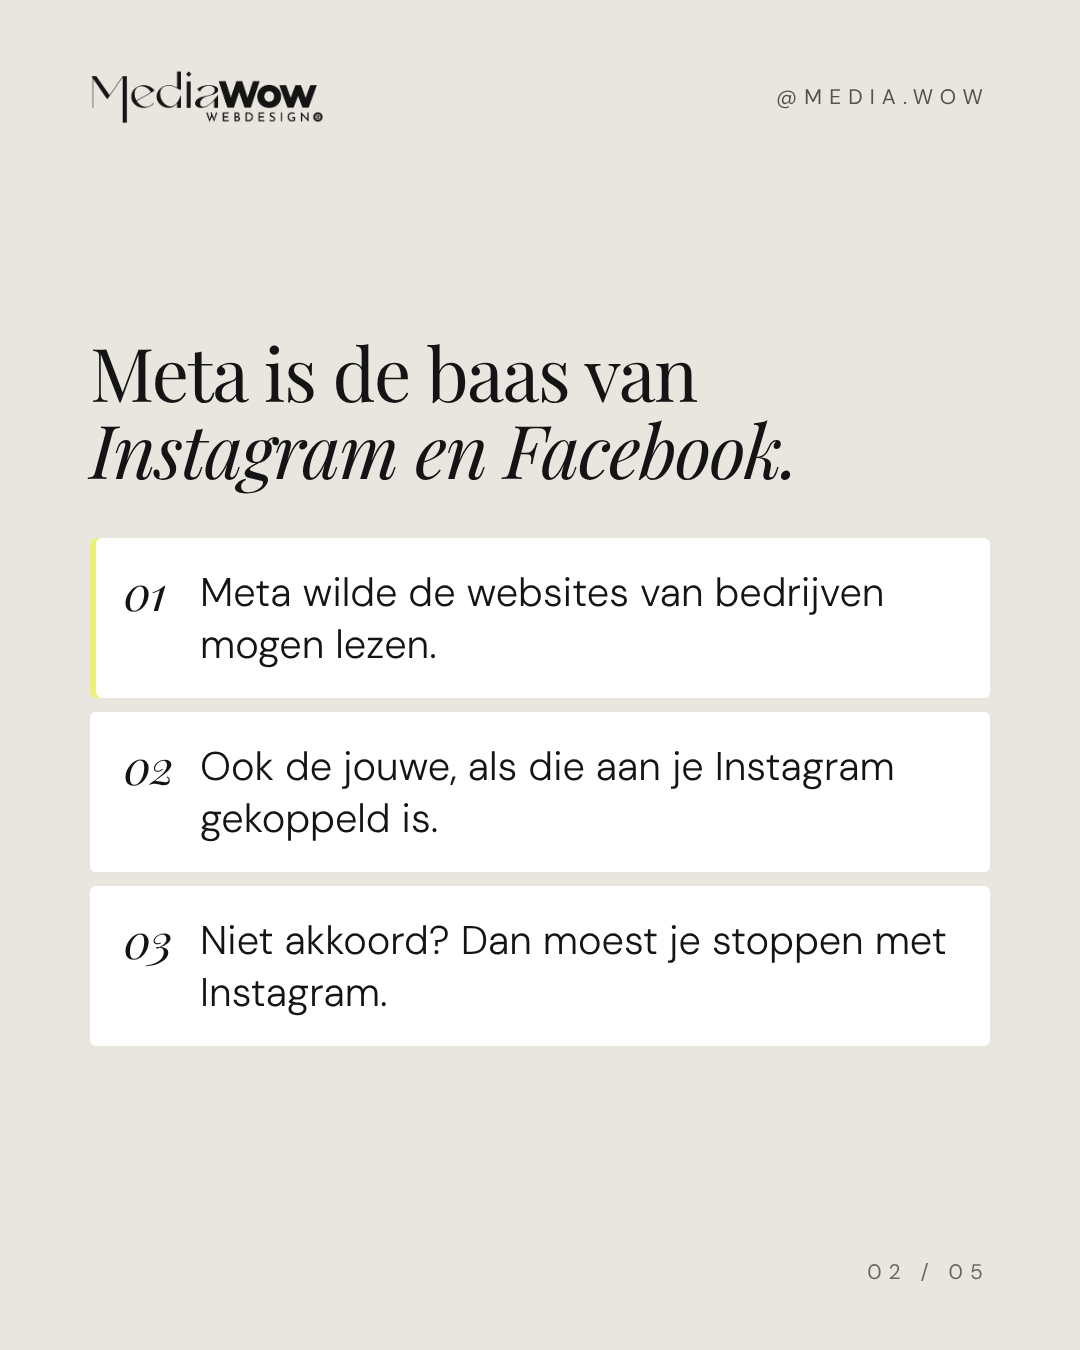 MediaWow
WEBDESIGN
@MEDIA.WOW
Meta is de baas van
Instagram en Facebook.
01 Meta wilde de websites van bedrijven
mogen lezen.
02 Ook de jouwe, als die aan je Instagram
gekoppeld is.
03 Niet akkoord? Dan moest je stoppen met
Instagram.
02 / 05